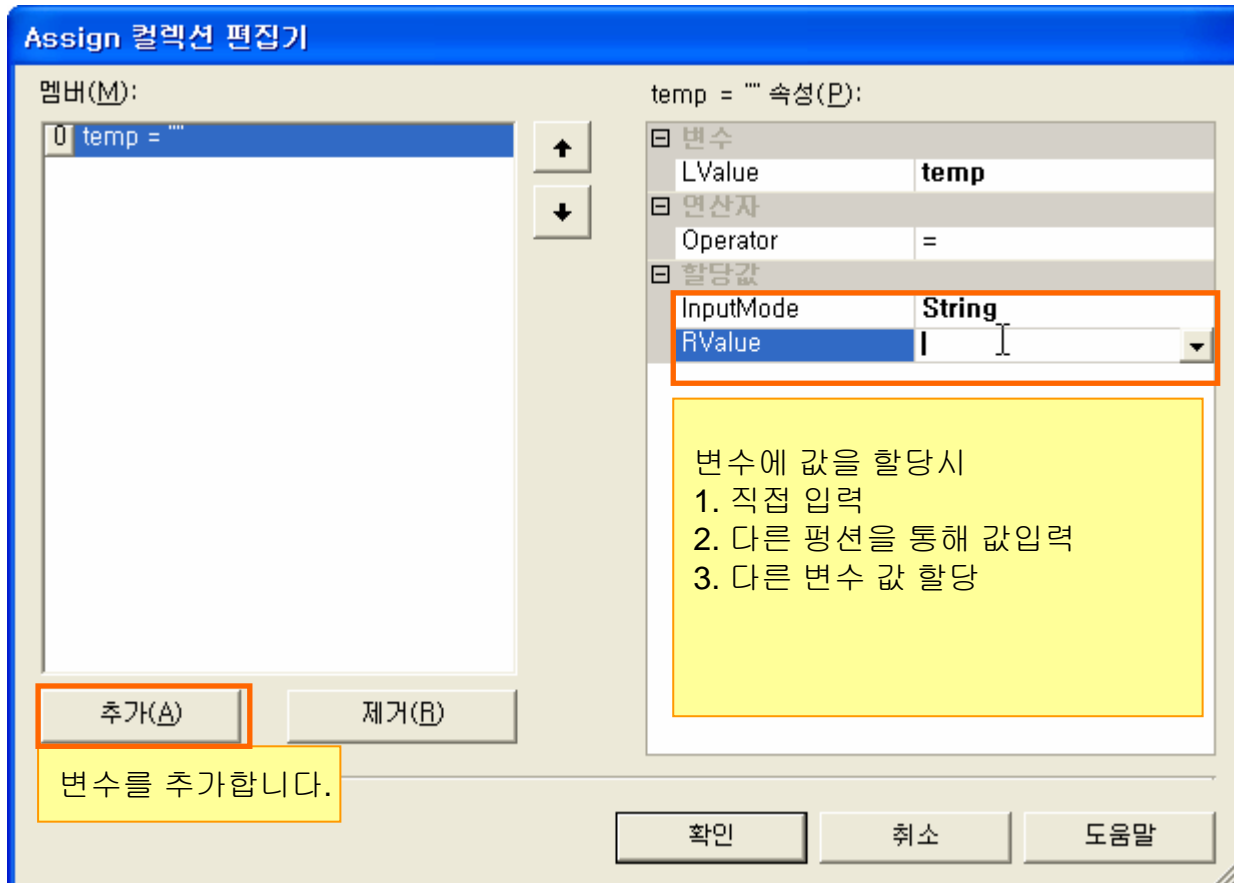 Assign 컬렉션 편집기
멤버(M):
temp = "" 속성(P):
0 temp = ""
변수
LValue temp
연산자
Operator =
할당값
InputMode String
RValue
변수에 값을 할당시
1. 직접 입력
2. 다른 펑션을 통해 값입력
3. 다른 변수 값 할당
추가(A) 제거(R)
변수를 추가합니다.
확인 취소 도움말